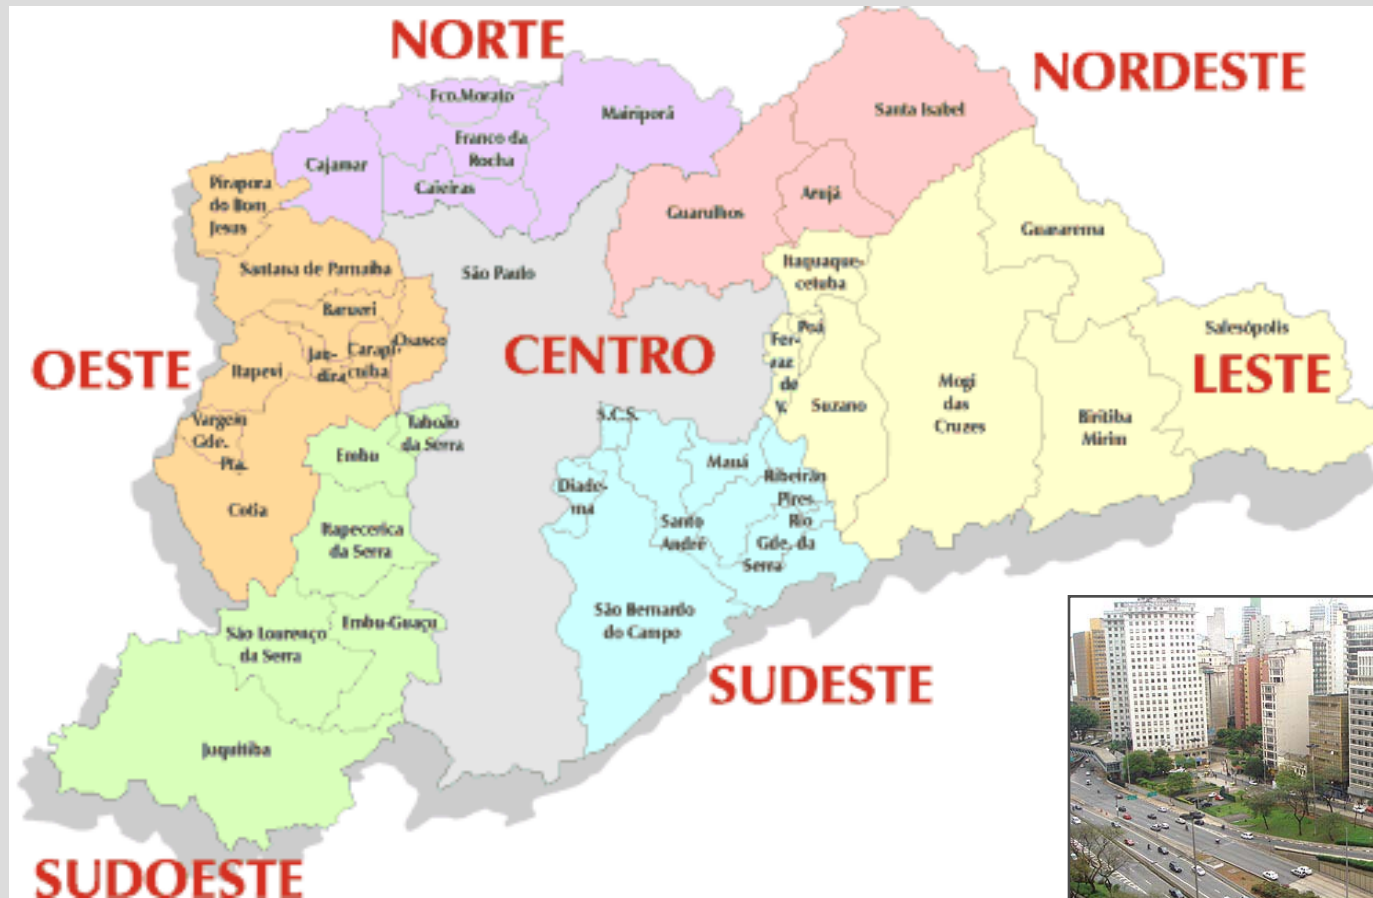 NORTE
NORDESTE
Fco.Morato
Mairiporã
Santa Isabel
Franco da
Rocha
Cajamar
Caieiras
Pirapora
do Bom
Jesus
Arujá
Guarulhos
Guararema
Santana de Parnaíba
São Paulo
Itaquaque-
cetuba
Barueri
Poá
Salesópolis
Osasco
Fer-
raz
de
V.
Jan-
dira
Carapi-
cuíba
CENTRO
OESTE
Itapevi
LESTE
Mogi
das
Cruzes
Suzano
Biritiba
Mirim
S.C.S.
Vargem
Gde.
Pta.
Taboão
da Serra
Embu
Mauá
Ribeirão
Pires
Diade-
ma
Cotia
Santo
André
Rio
Gde. da
Serra
Itapecerica
da Serra
São Bernardo
do Campo
Embu-Guaçu
São Lourenço
da Serra
SUDESTE
Juquitiba
SUDOESTE